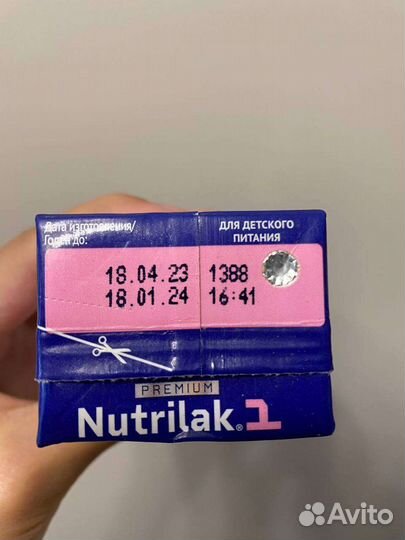 Дата изготовления/
Годен до:
ДЛЯ ДЕТСКОГО
ПИТАНИЯ
18.04.23 1388
18.01.24 16:41
PREMIUM
Nutrilak® 1
Avito